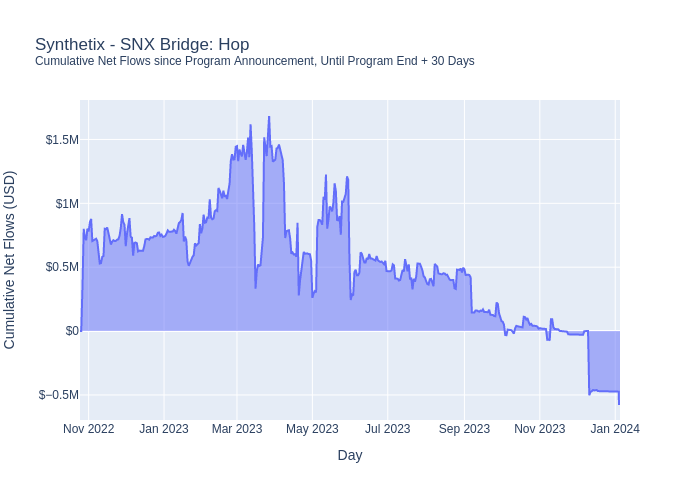 Synthetix - SNX Bridge: Hop
Cumulative Net Flows since Program Announcement, Until Program End + 30 Days
Cumulative Net Flows (USD)
$1.5M
$1M
$0.5M
$0
$−0.5M
Nov 2022 Jan 2023 Mar 2023 May 2023 Jul 2023 Sep 2023 Nov 2023 Jan 2024
Day